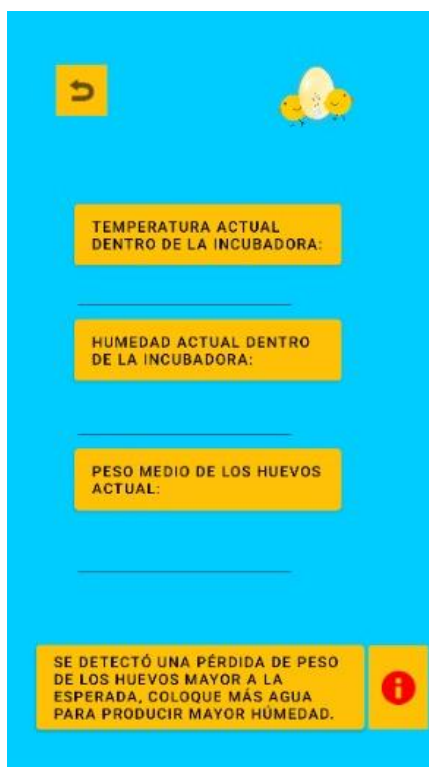 TEMPERATURA ACTUAL
DENTRO DE LA INCUBADORA:
HUMEDAD ACTUAL DENTRO
DE LA INCUBADORA:
PESO MEDIO DE LOS HUEVOS
ACTUAL:
SE DETECTÓ UNA PÉRDIDA DE PESO
DE LOS HUEVOS MAYOR A LA
ESPERADA, COLOQUE MÁS AGUA
PARA PRODUCIR MAYOR HÚMEDAD.